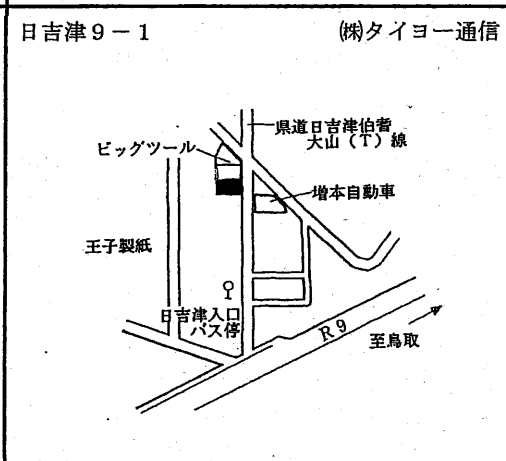 日吉津9－1
㈱タイヨー通信
県道日吉津伯耆
大山（T）線
ビッグツール
増本自動車
王子製紙
日吉津入口
バス停
R9
至鳥取